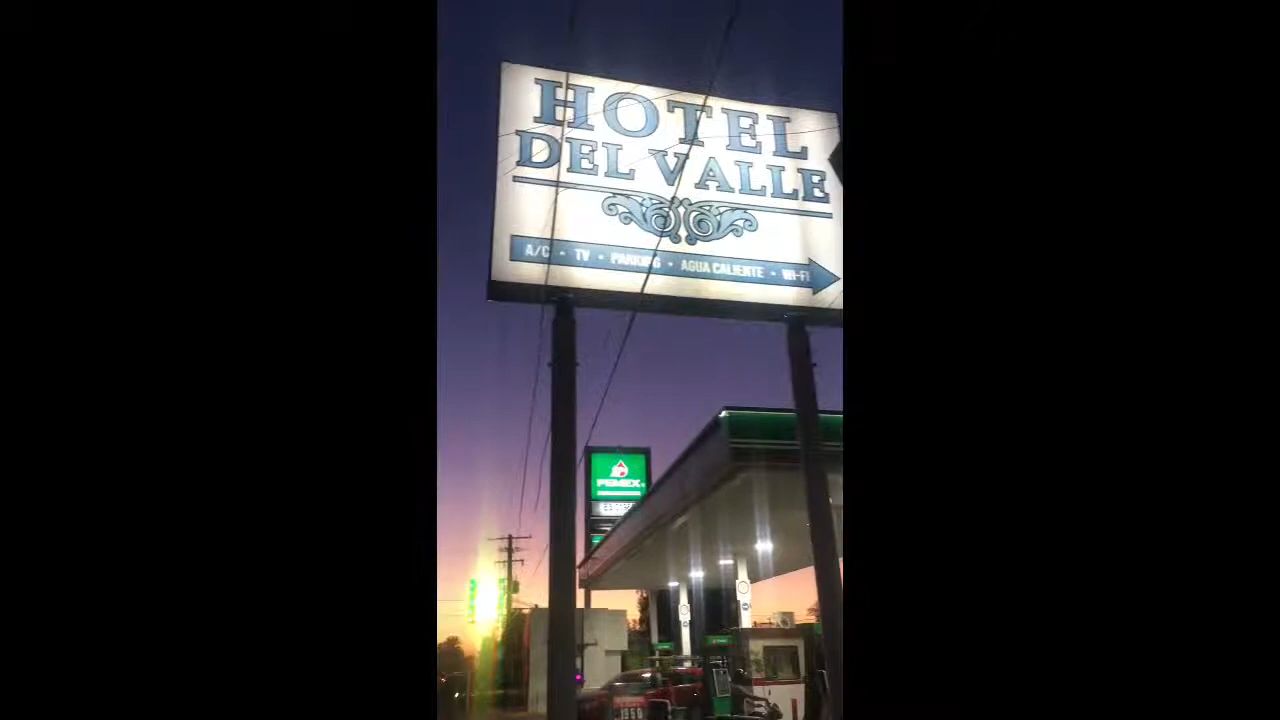 HOTEL
DEL VALLE
A/C • TV • PARKING • AGUA CALIENTE • WI-FI
PEMEX